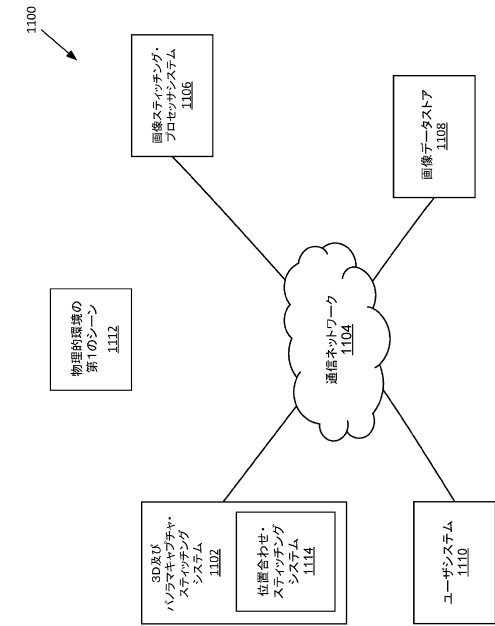 1100
3D及び
パノラマキャプチャ・
スティッチング
システム
1102
位置合わせ・
スティッチング
システム
1114
物理的環境の
第1のシーン
1112
画像スティッチング・
プロセッサシステム
1106
通信ネットワーク
1104
ユーザシステム
1110
画像データストア
1108